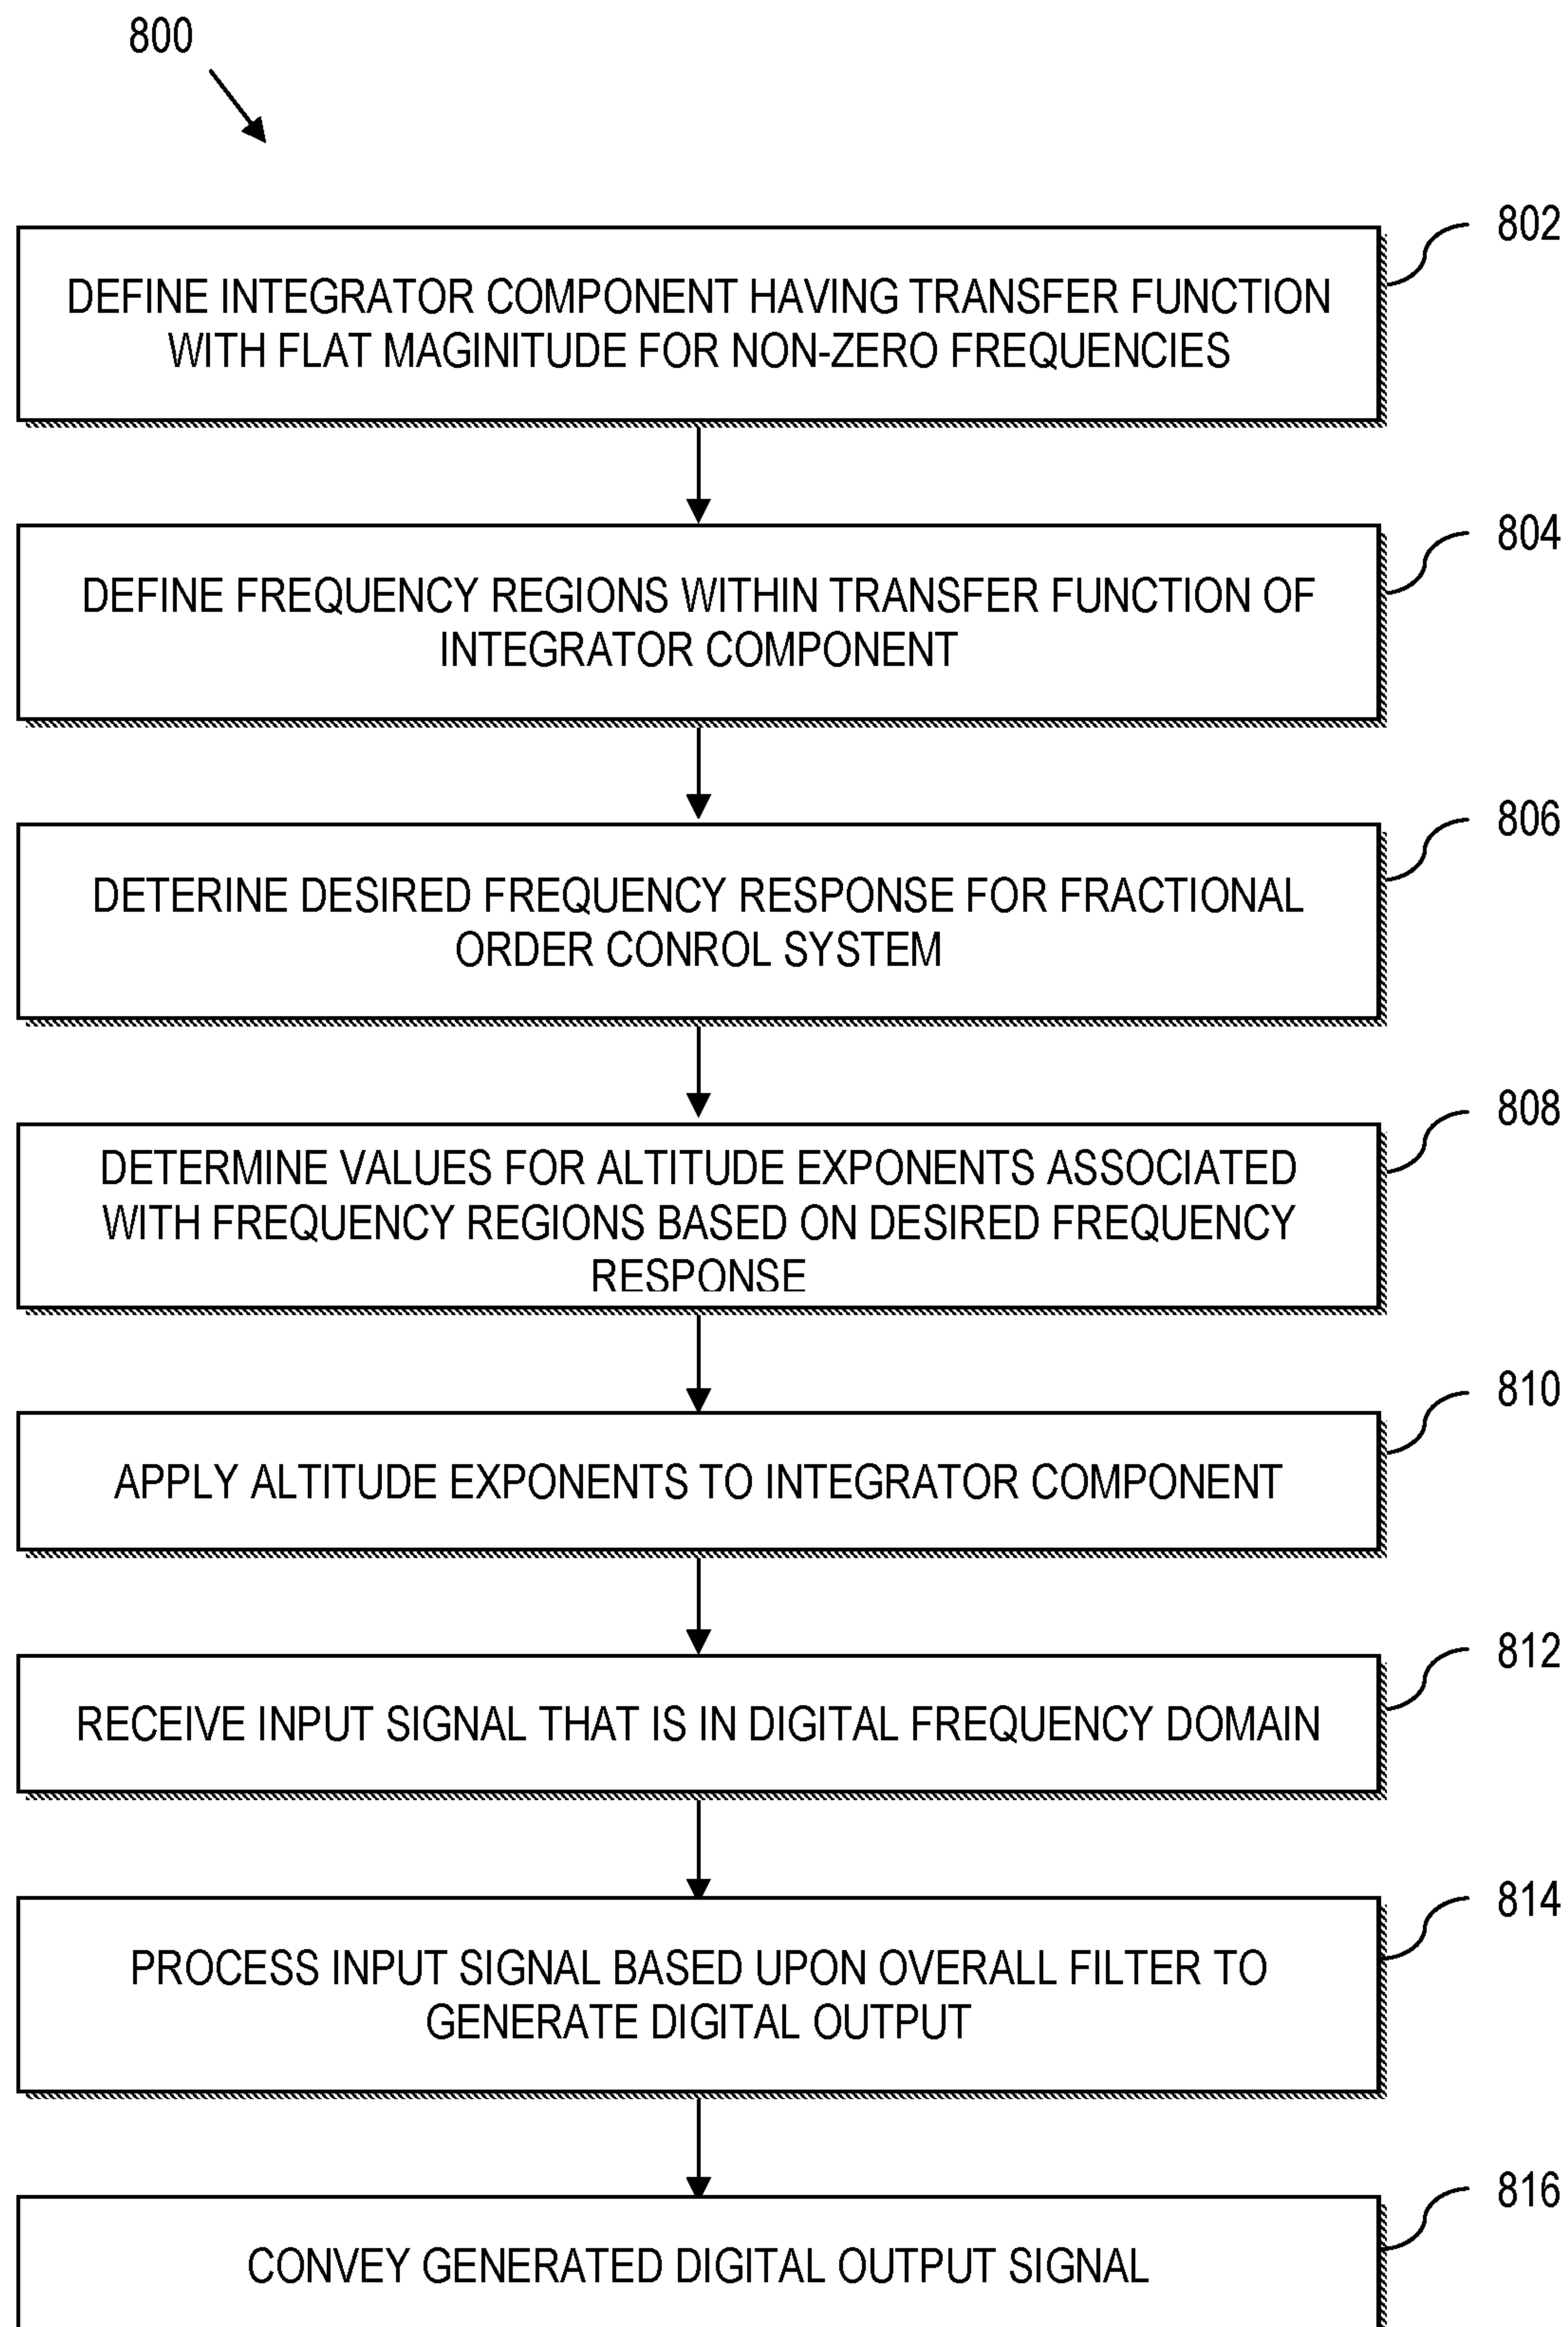 800
802
DEFINE INTEGRATOR COMPONENT HAVING TRANSFER FUNCTION
WITH FLAT MAGINITUDE FOR NON-ZERO FREQUENCIES
804
DEFINE FREQUENCY REGIONS WITHIN TRANSFER FUNCTION OF
INTEGRATOR COMPONENT
806
DETERINE DESIRED FREQUENCY RESPONSE FOR FRACTIONAL
ORDER CONROL SYSTEM
808
DETERMINE VALUES FOR ALTITUDE EXPONENTS ASSOCIATED
WITH FREQUENCY REGIONS BASED ON DESIRED FREQUENCY
RESPONSE
810
APPLY ALTITUDE EXPONENTS TO INTEGRATOR COMPONENT
812
RECEIVE INPUT SIGNAL THAT IS IN DIGITAL FREQUENCY DOMAIN
814
PROCESS INPUT SIGNAL BASED UPON OVERALL FILTER TO
GENERATE DIGITAL OUTPUT
816
CONVEY GENERATED DIGITAL OUTPUT SIGNAL